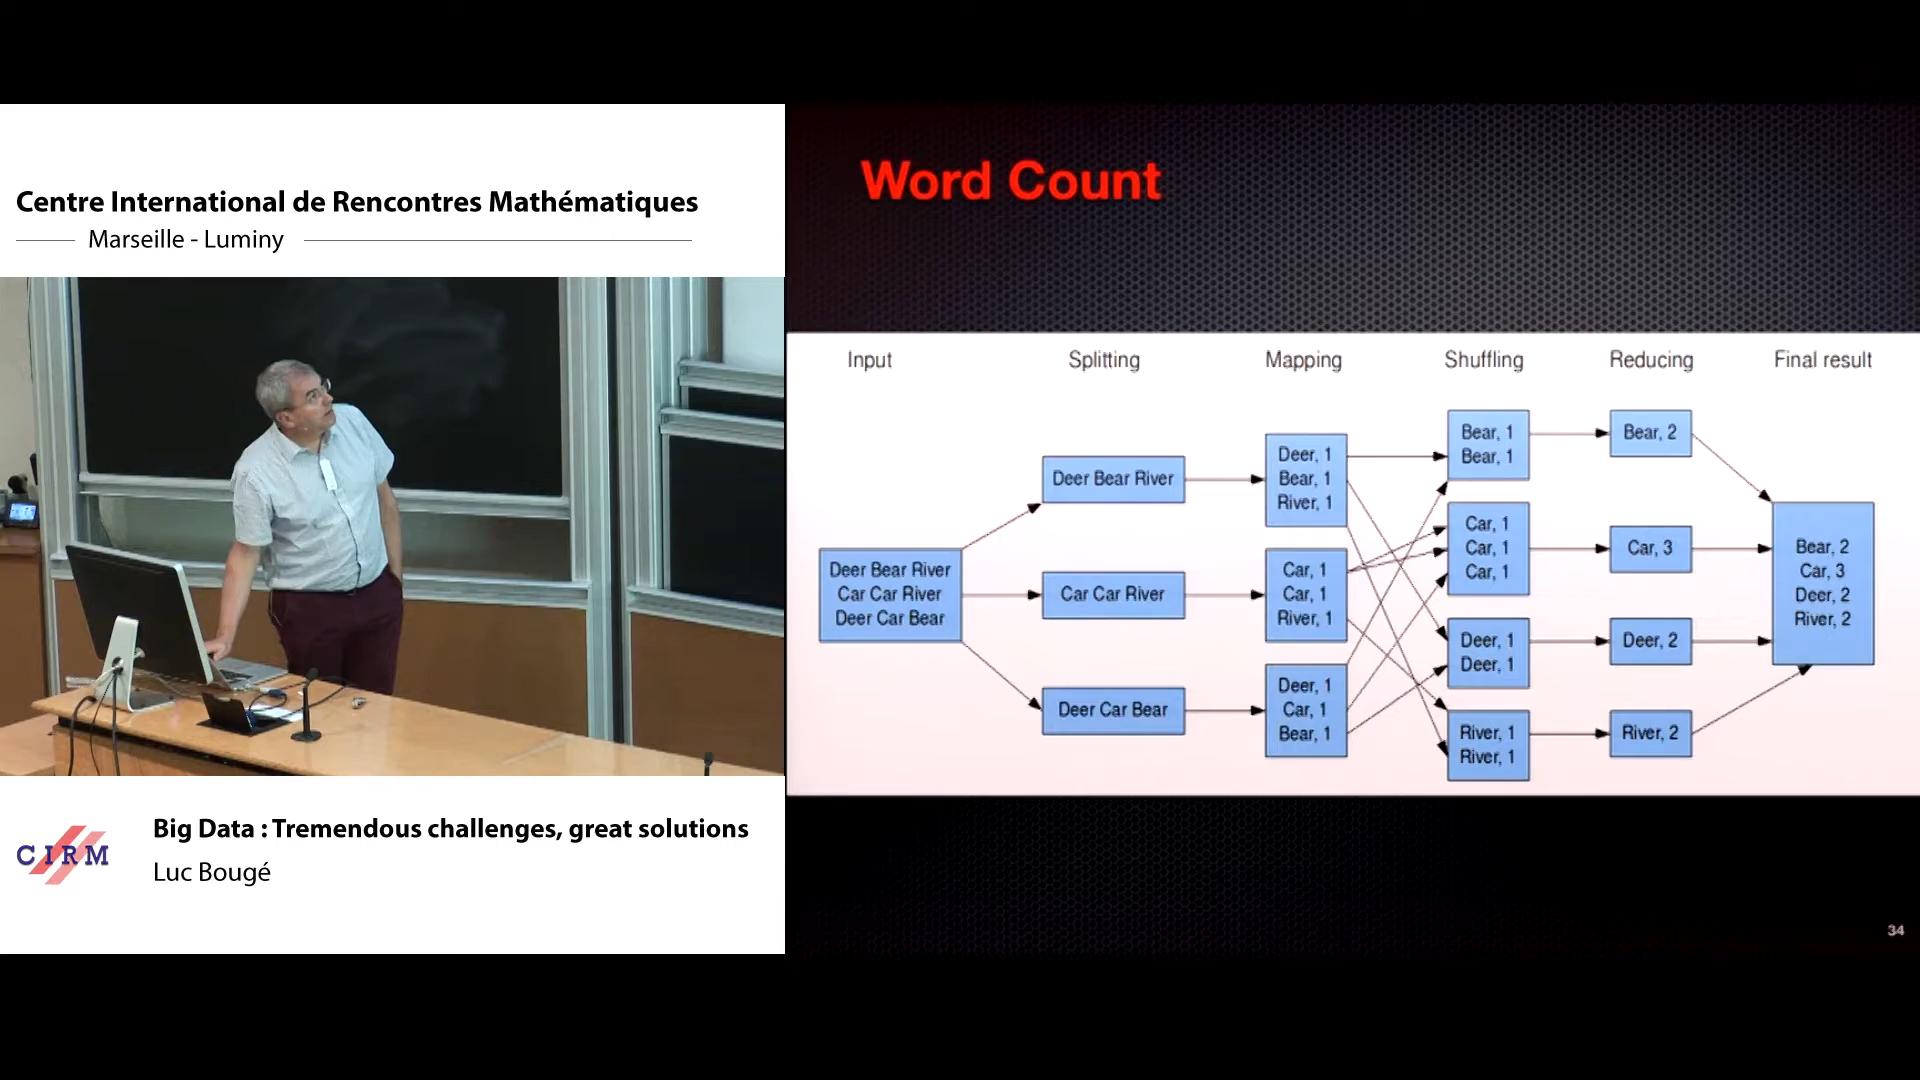 Centre International de Rencontres Mathématiques
Marseille - Luminy
CIRM
Big Data : Tremendous challenges, great solutions
Luc Bougé
Word Count
Input
Splitting
Mapping
Shuffling
Reducing
Final result
Deer Bear River
Car Car River
Deer Car Bear
Deer Bear River
Car Car River
Deer Car Bear
Deer, 1
Bear, 1
River, 1
Car, 1
Car, 1
River, 1
Deer, 1
Car, 1
Bear, 1
Bear, 1
Bear, 1
Car, 1
Car, 1
Car, 1
Deer, 1
Deer, 1
River, 1
River, 1
Bear, 2
Car, 3
Deer, 2
River, 2
Bear, 2
Car, 3
Deer, 2
River, 2
34